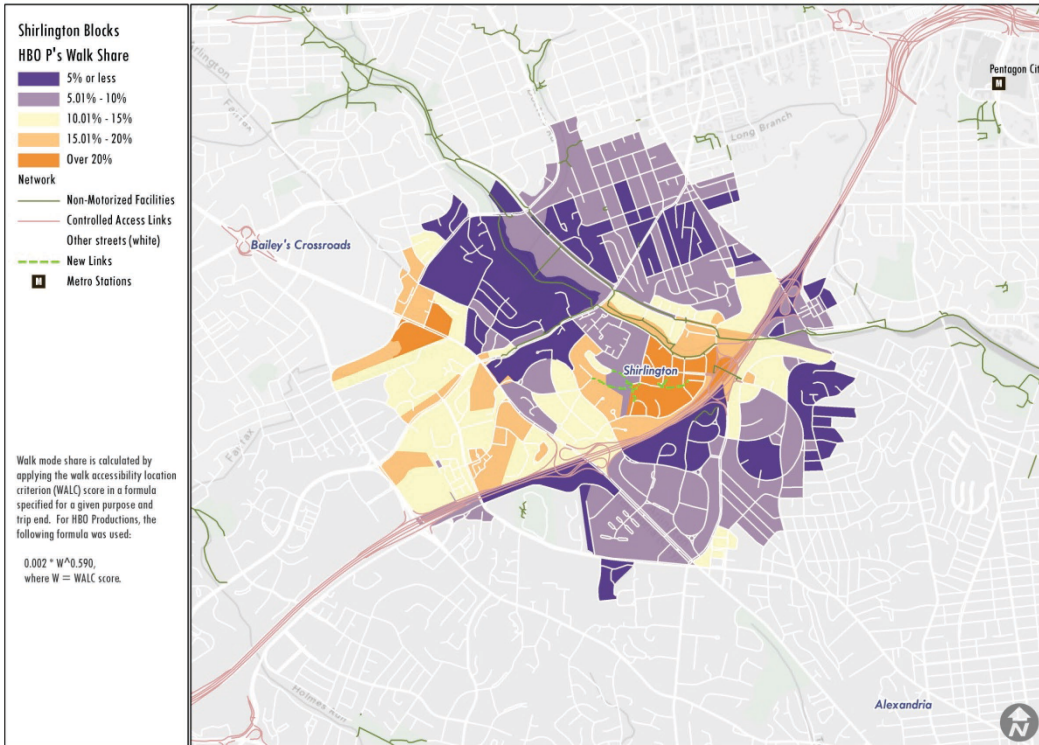 Shirlington Blocks
HBO P's Walk Share
5% or less
5.01% - 10%
10.01% - 15%
15.01% - 20%
Over 20%
Network
Non-Motorized Facilities
Controlled Access Links
Other streets (white)
New Links
M Metro Stations
Walk mode share is calculated by
applying the walk accessibility location
criterion (WALC) score in a formula
specified for a given purpose and
trip end. For HBO Productions, the
following formula was used:
0.002 * W^0.590,
where W = WALC score.
Pentagon Cit
M
Long Branch
Bailey's Crossroads
Shirlington
Fairfax
Holmes Run
Alexandria
N